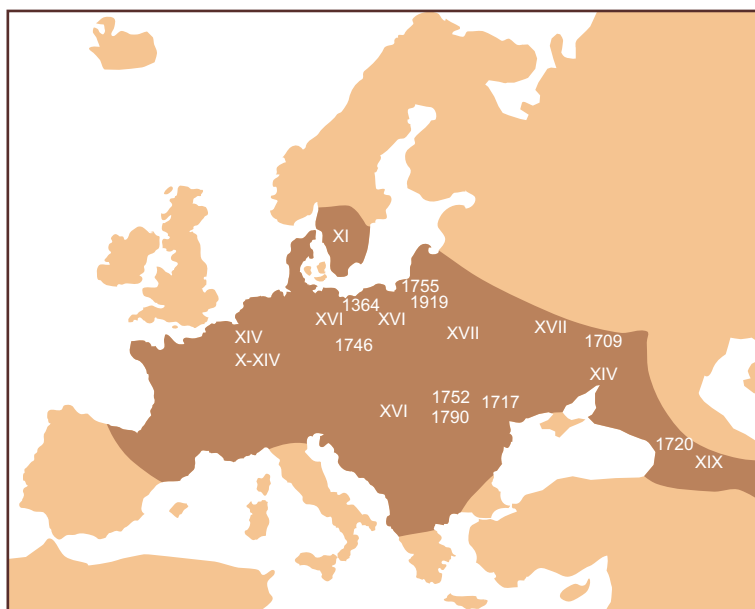 XI
1755
1919
1364
XVI
XVI
XVII
XVII
1709
XIV
X-XIV
1746
XIV
1752
1790
1717
XVI
1720
XIX